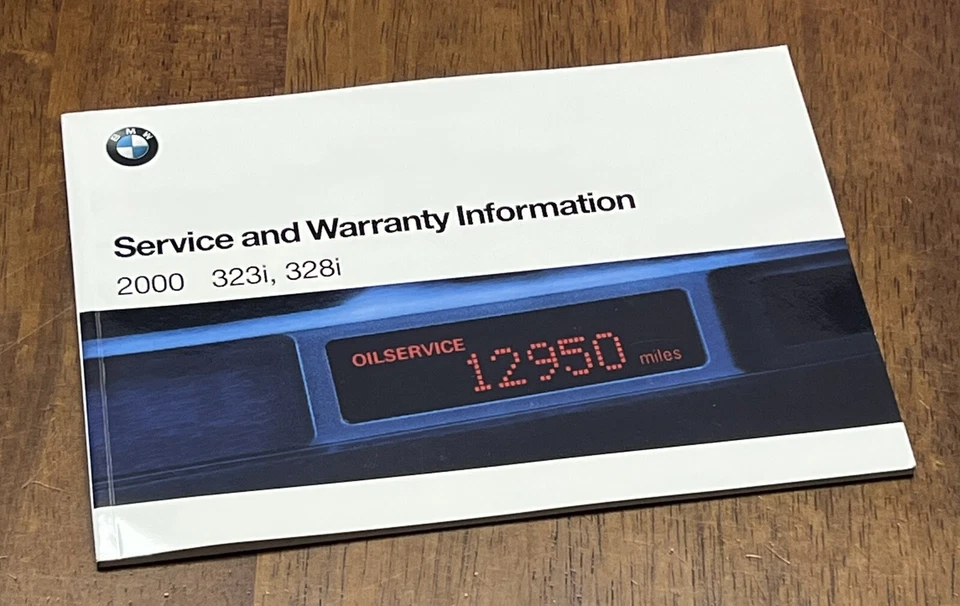 BMW
Service and Warranty Information
2000 323i, 328i
OILSERVICE 12950 miles